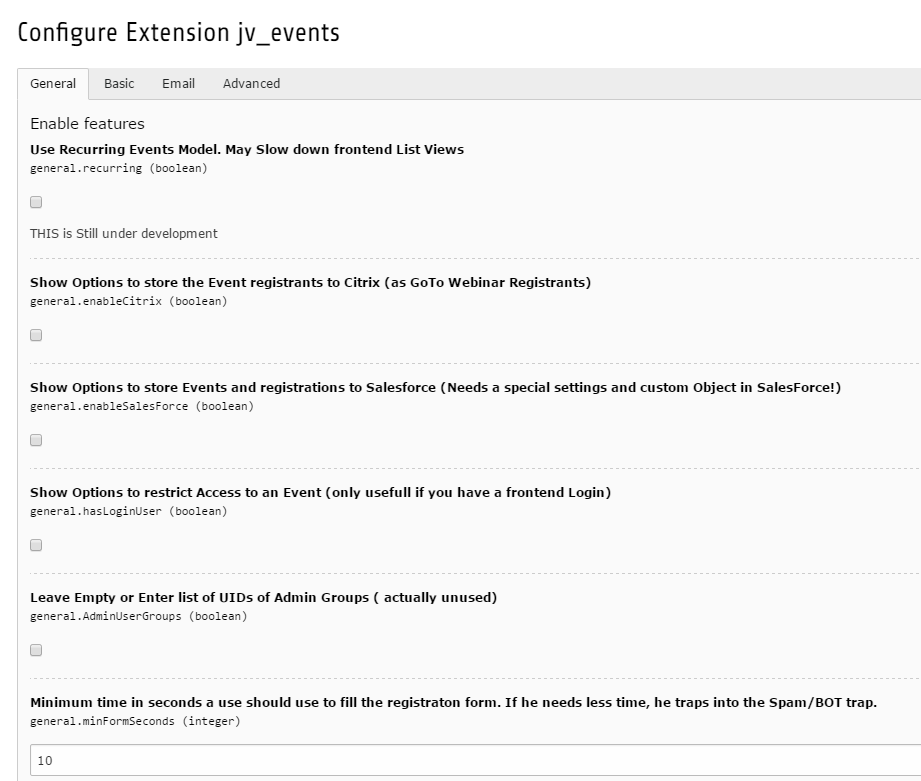 Configure Extension jv_events
General Basic Email Advanced
Enable features
Use Recurring Events Model. May Slow down frontend List Views
general.recurring (boolean)
THIS is Still under development
Show Options to store the Event registrants to Citrix (as GoTo Webinar Registrants)
general.enableCitrix (boolean)
Show Options to store Events and registrations to Salesforce (Needs a special settings and custom Object in SalesForce!)
general.enableSalesForce (boolean)
Show Options to restrict Access to an Event (only usefull if you have a frontend Login)
general.hasLoginUser (boolean)
Leave Empty or Enter list of UIDs of Admin Groups ( actually unused)
general.AdminUserGroups (boolean)
Minimum time in seconds a use should use to fill the registraton form. If he needs less time, he traps into the Spam/BOT trap.
general.minFormSeconds (integer)
10